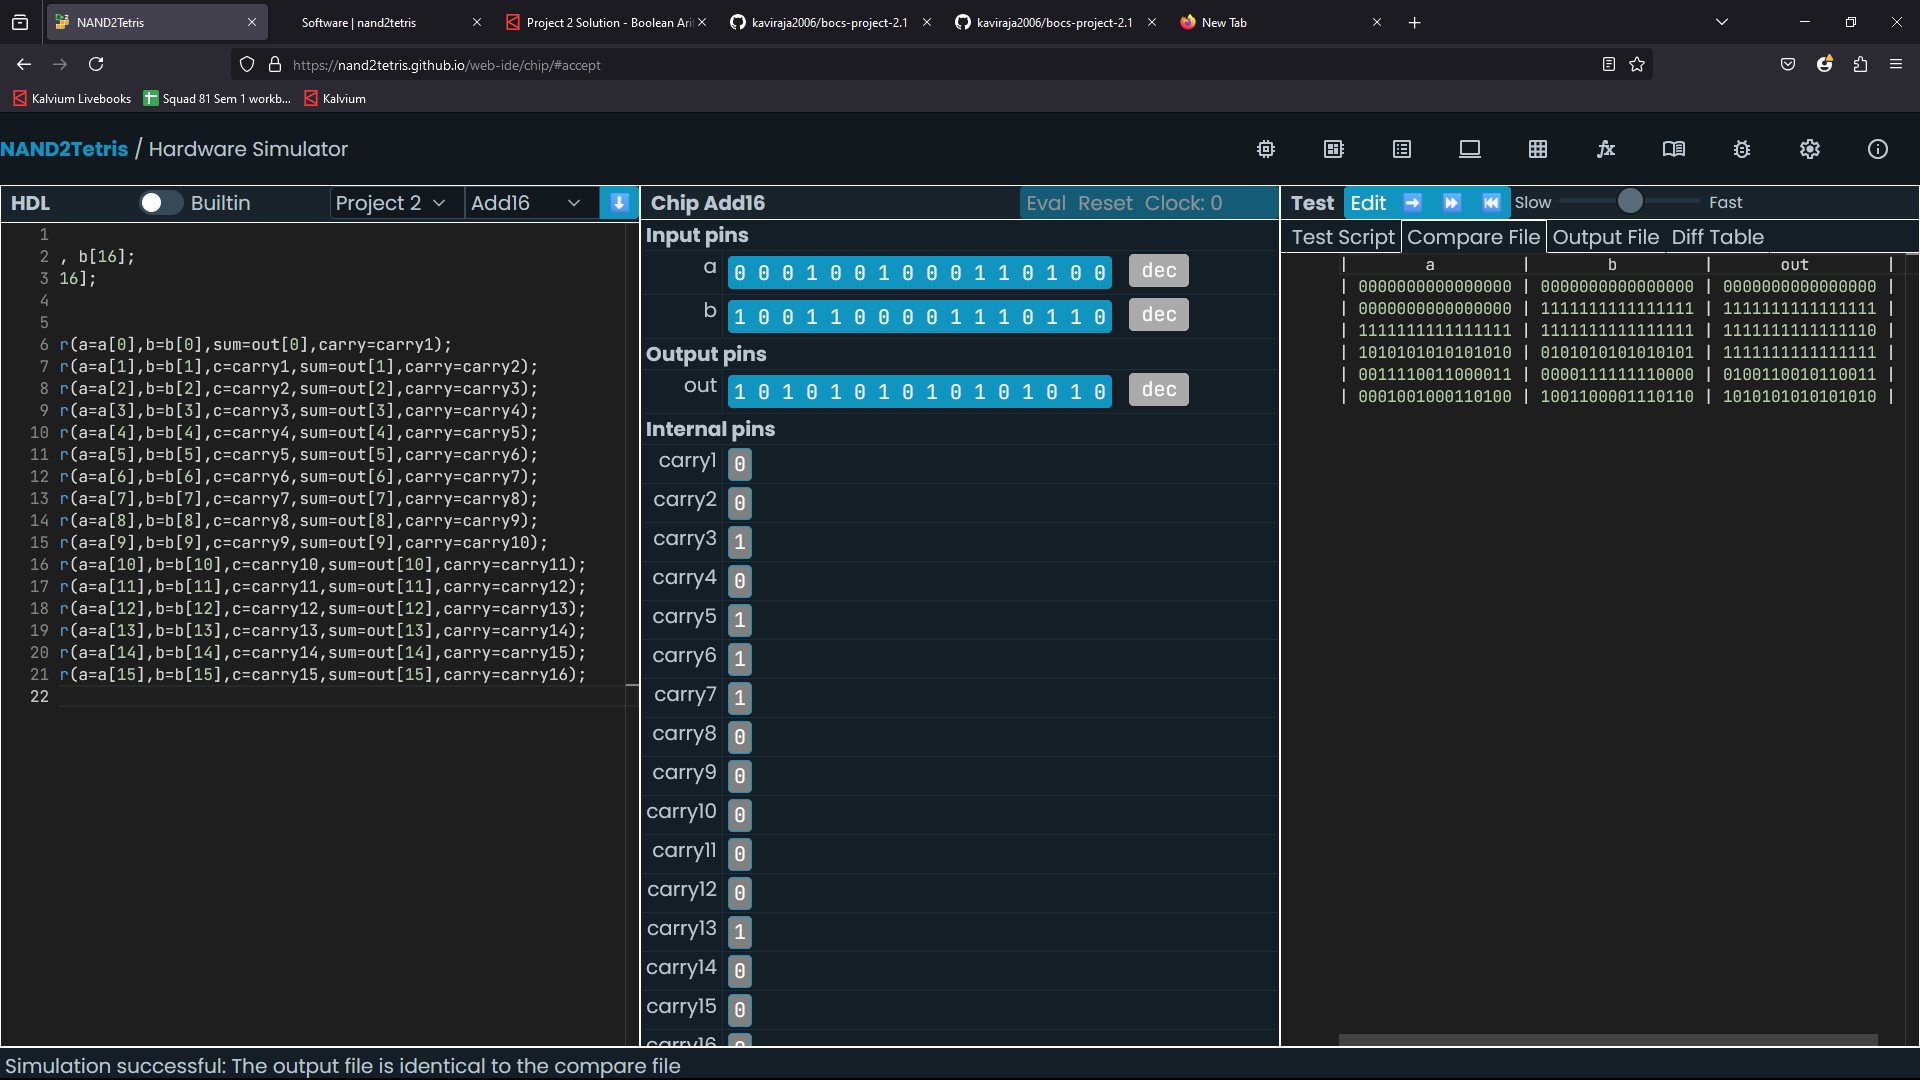 NAND2Tetris
Software | nand2tetris
Project 2 Solution - Boolean Ari
kaviraja2006/bocs-project-2.1
kaviraja2006/bocs-project-2.1
New Tab
https://nand2tetris.github.io/web-ide/chip/#accept
Kalvium Livebooks
Squad 81 Sem 1 workb...
Kalvium
NAND2Tetris / Hardware Simulator
HDL
Builtin
Project 2
Add16
1
2 , b[16];
3 16];
4
5
6 r(a=a[0],b=b[0],sum=out[0],carry=carry1);
7 r(a=a[1],b=b[1],c=carry1,sum=out[1],carry=carry2);
8 r(a=a[2],b=b[2],c=carry2,sum=out[2],carry=carry3);
9 r(a=a[3],b=b[3],c=carry3,sum=out[3],carry=carry4);
10 r(a=a[4],b=b[4],c=carry4,sum=out[4],carry=carry5);
11 r(a=a[5],b=b[5],c=carry5,sum=out[5],carry=carry6);
12 r(a=a[6],b=b[6],c=carry6,sum=out[6],carry=carry7);
13 r(a=a[7],b=b[7],c=carry7,sum=out[7],carry=carry8);
14 r(a=a[8],b=b[8],c=carry8,sum=out[8],carry=carry9);
15 r(a=a[9],b=b[9],c=carry9,sum=out[9],carry=carry10);
16 r(a=a[10],b=b[10],c=carry10,sum=out[10],carry=carry11);
17 r(a=a[11],b=b[11],c=carry11,sum=out[11],carry=carry12);
18 r(a=a[12],b=b[12],c=carry12,sum=out[12],carry=carry13);
19 r(a=a[13],b=b[13],c=carry13,sum=out[13],carry=carry14);
20 r(a=a[14],b=b[14],c=carry14,sum=out[14],carry=carry15);
21 r(a=a[15],b=b[15],c=carry15,sum=out[15],carry=carry16);
22
Chip Add16
Eval Reset Clock: 0
Input pins
a 0 0 0 1 0 0 1 0 0 0 1 1 0 1 0 0 dec
b 1 0 0 1 1 0 0 0 0 1 1 1 0 1 1 0 dec
Output pins
out 1 0 1 0 1 0 1 0 1 0 1 0 1 0 1 0 dec
Internal pins
carry1 0
carry2 0
carry3 1
carry4 0
carry5 1
carry6 1
carry7 1
carry8 0
carry9 0
carry10 0
carry11 0
carry12 0
carry13 1
carry14 0
carry15 0
carry16 0
Test Edit Slow Fast
Test Script Compare File Output File Diff Table
| a | b | out |
| 0000000000000000 | 0000000000000000 | 0000000000000000 |
| 0000000000000000 | 1111111111111111 | 1111111111111111 |
| 1111111111111111 | 1111111111111111 | 1111111111111110 |
| 1010101010101010 | 0101010101010101 | 1111111111111111 |
| 0011110011000011 | 0000111111110000 | 0100110010110011 |
| 0001001000110100 | 1001100001110110 | 1010101010101010 |
Simulation successful: The output file is identical to the compare file